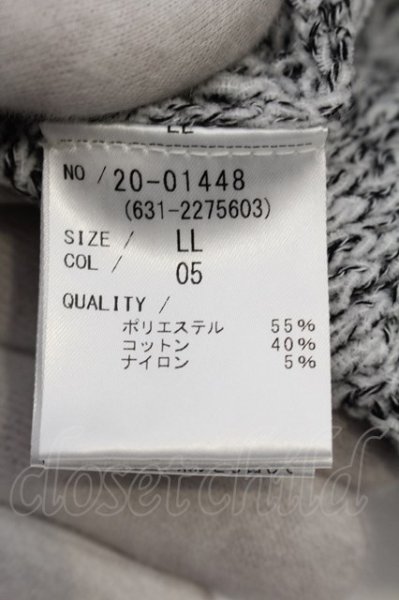 LL
NO / 20-01448
(631-2275603)
SIZE / LL
COL / 05
QUALITY /
ポリエステル 55%
コットン 40%
ナイロン 5%
closet child